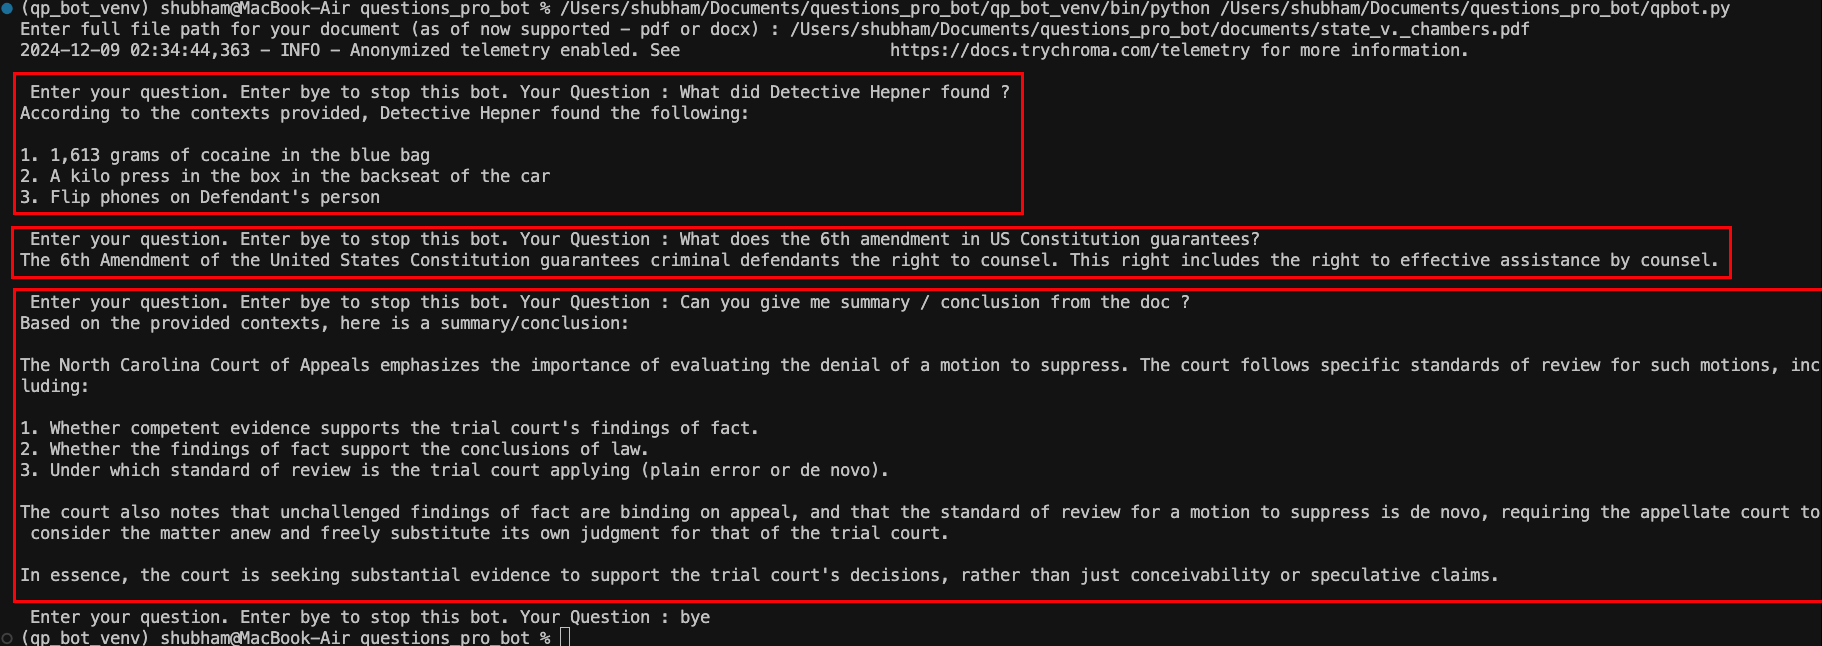 (qp_bot_venv) shubham@MacBook-Air questions_pro_bot % /Users/shubham/Documents/questions_pro_bot/qp_bot_venv/bin/python /Users/shubham/Documents/questions_pro_bot/qpbot.py
Enter full file path for your document (as of now supported - pdf or docx) : /Users/shubham/Documents/questions_pro_bot/documents/state_v._chambers.pdf
2024-12-09 02:34:44,363 - INFO - Anonymized telemetry enabled. See                     https://docs.trychroma.com/telemetry for more information.
Enter your question. Enter bye to stop this bot. Your Question : What did Detective Hepner found ?
According to the contexts provided, Detective Hepner found the following:
1. 1,613 grams of cocaine in the blue bag
2. A kilo press in the box in the backseat of the car
3. Flip phones on Defendant's person
Enter your question. Enter bye to stop this bot. Your Question : What does the 6th amendment in US Constitution guarantees?
The 6th Amendment of the United States Constitution guarantees criminal defendants the right to counsel. This right includes the right to effective assistance by counsel.
Enter your question. Enter bye to stop this bot. Your Question : Can you give me summary / conclusion from the doc ?
Based on the provided contexts, here is a summary/conclusion:
The North Carolina Court of Appeals emphasizes the importance of evaluating the denial of a motion to suppress. The court follows specific standards of review for such motions, inc
luding:
1. Whether competent evidence supports the trial court's findings of fact.
2. Whether the findings of fact support the conclusions of law.
3. Under which standard of review is the trial court applying (plain error or de novo).
The court also notes that unchallenged findings of fact are binding on appeal, and that the standard of review for a motion to suppress is de novo, requiring the appellate court to
consider the matter anew and freely substitute its own judgment for that of the trial court.
In essence, the court is seeking substantial evidence to support the trial court's decisions, rather than just conceivability or speculative claims.
Enter your question. Enter bye to stop this bot. Your Question : bye
(qp_bot_venv) shubham@MacBook-Air questions_pro_bot %